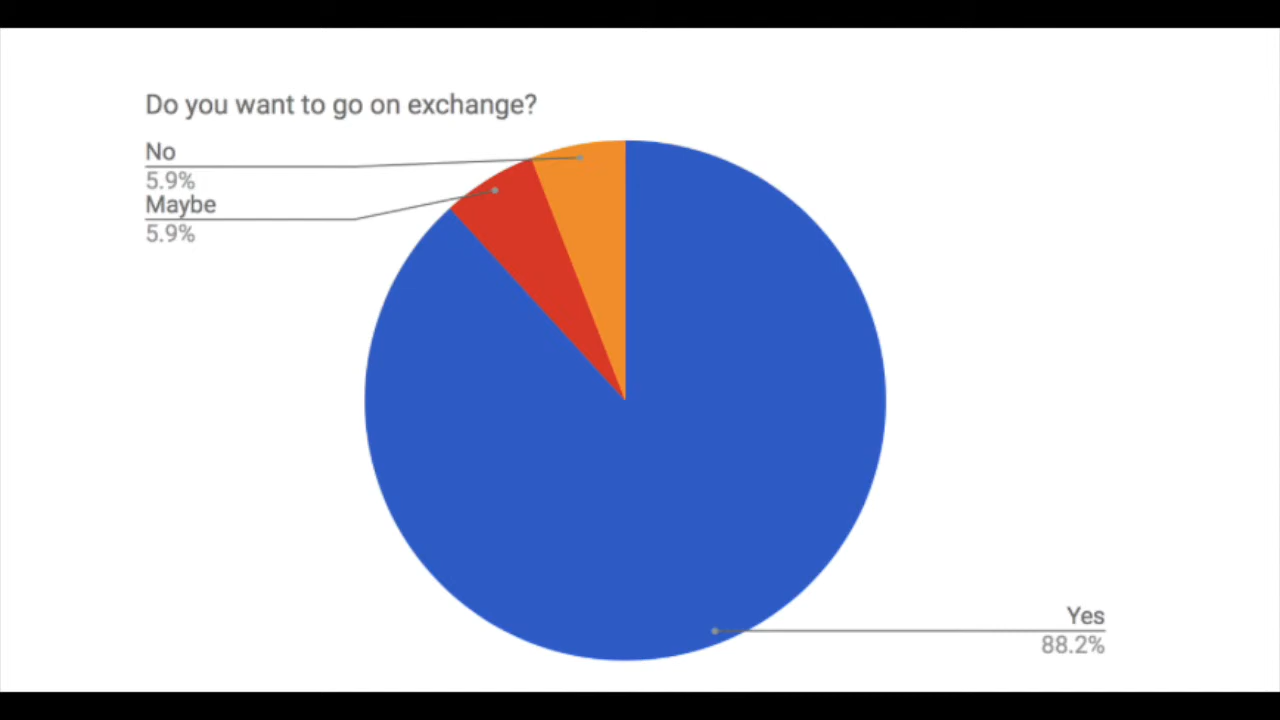 Do you want to go on exchange?
No
5.9%
Maybe
5.9%
Yes
88.2%